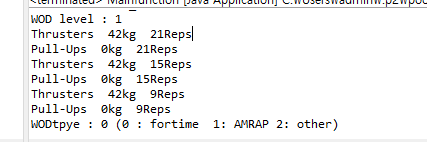 <terminated> Mainfunction [Java Application] C:\Users\admin\.p2\poo
WOD level : 1
Thrusters  42kg  21Reps
Pull-Ups  0kg  21Reps
Thrusters  42kg  15Reps
Pull-Ups  0kg  15Reps
Thrusters  42kg  9Reps
Pull-Ups  0kg  9Reps
WODtpye : 0 (0 : fortime  1: AMRAP 2: other)